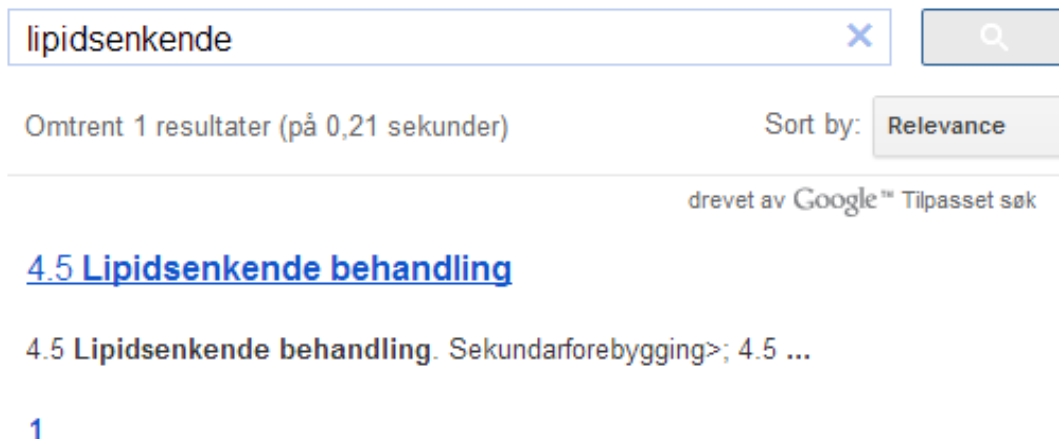 lipidsenkende
Omtrent 1 resultater (på 0,21 sekunder) Sort by: Relevance
drevet av Google™ Tilpasset søk
4.5 Lipidsenkende behandling
4.5 Lipidsenkende behandling. Sekundarforebygging>; 4.5 ...
1